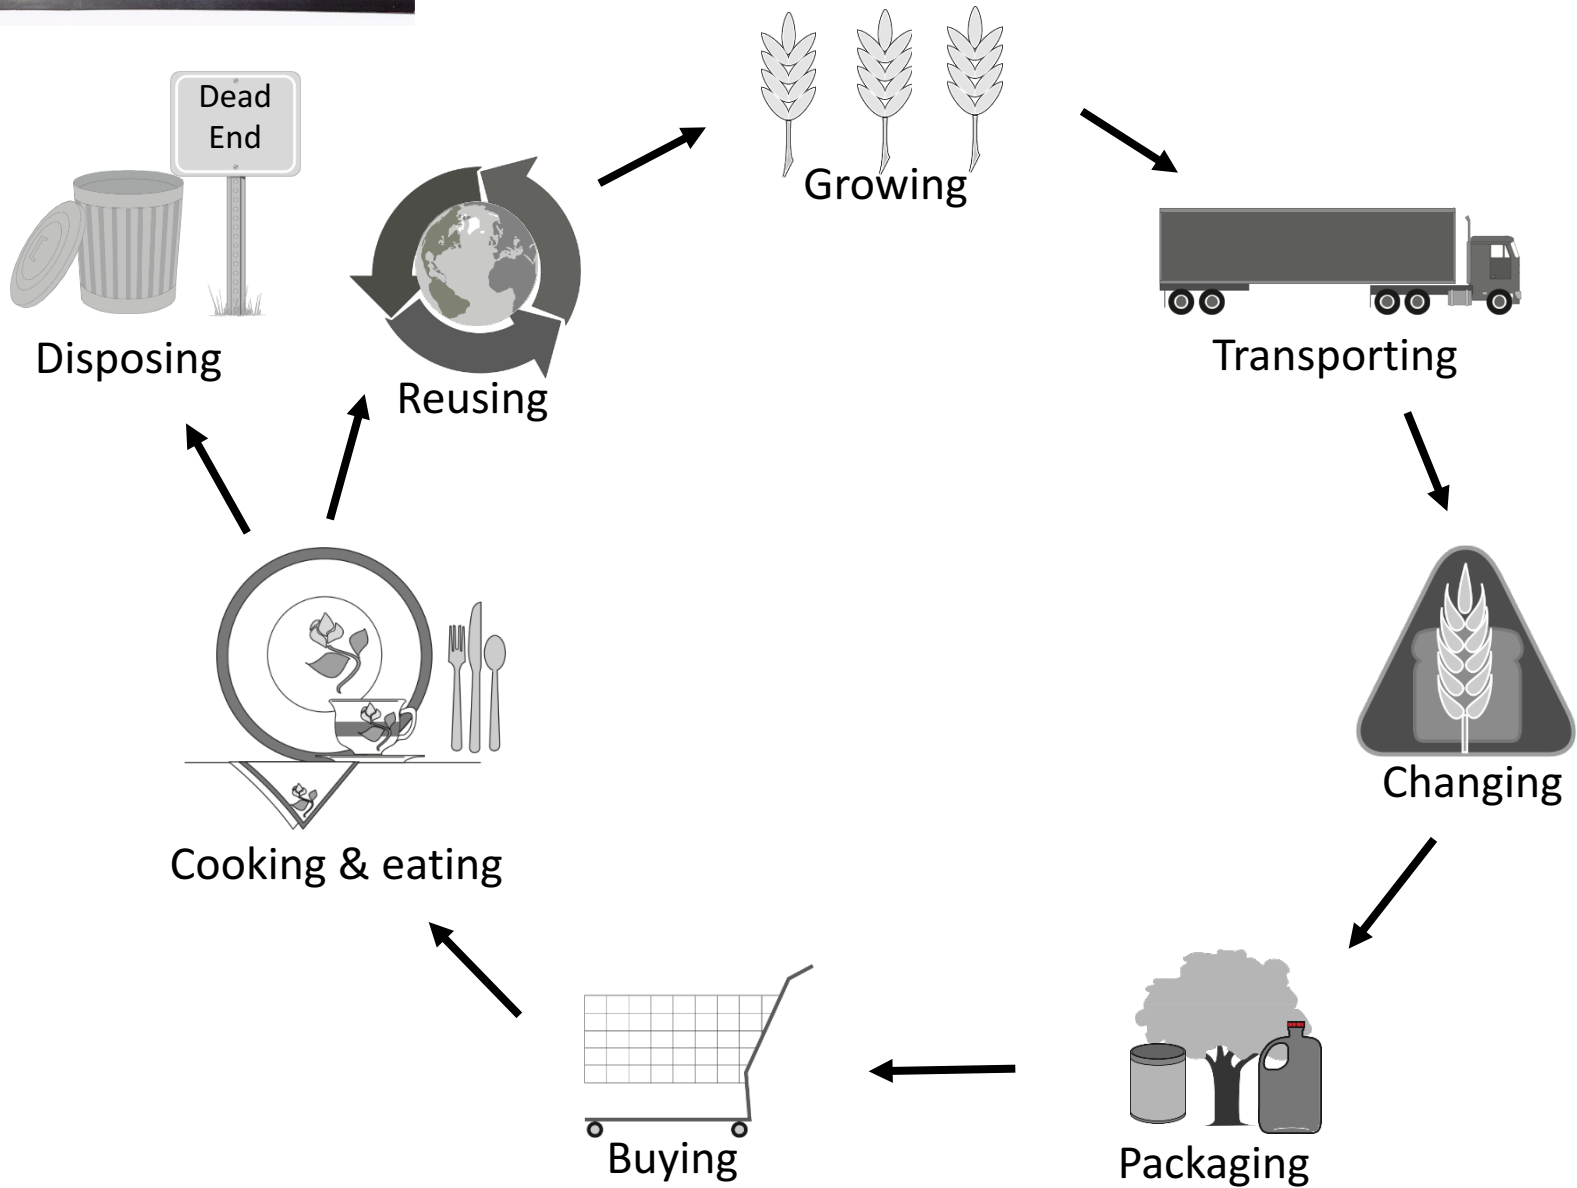 Dead
End
Growing
Disposing
Reusing
Transporting
Changing
Cooking & eating
Buying
Packaging